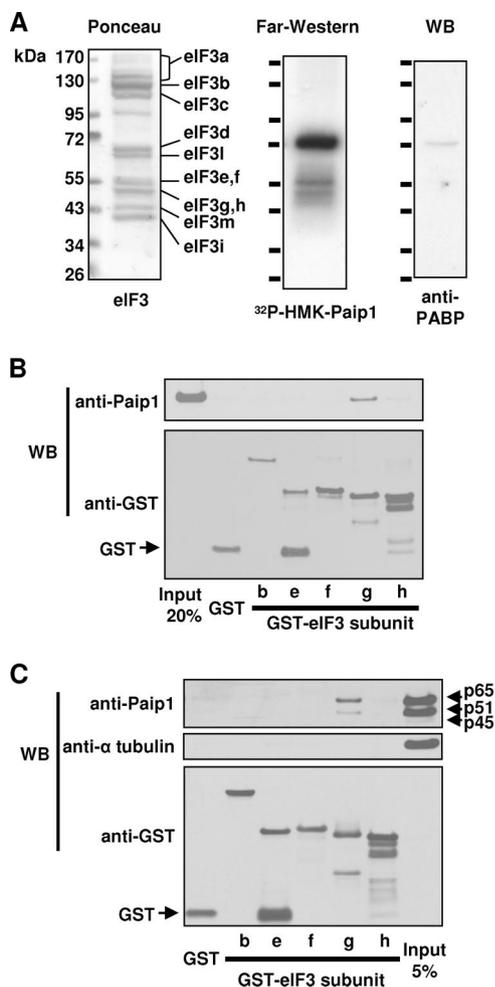 A
Ponceau
Far-Western
WB
kDa
170
130
95
72
55
43
34
26
eIF3a
eIF3b
eIF3c
eIF3d
eIF3l
eIF3e,f
eIF3g,h
eIF3m
eIF3i
eIF3
32P-HMK-Paip1
anti-
PABP
B
WB
anti-Paip1
anti-GST
GST
Input
20%
GST
b e f g h
GST-eIF3 subunit
C
WB
anti-Paip1
p65
p51
p45
anti-α tubulin
anti-GST
GST
GST
b e f g h
Input
5%
GST-eIF3 subunit